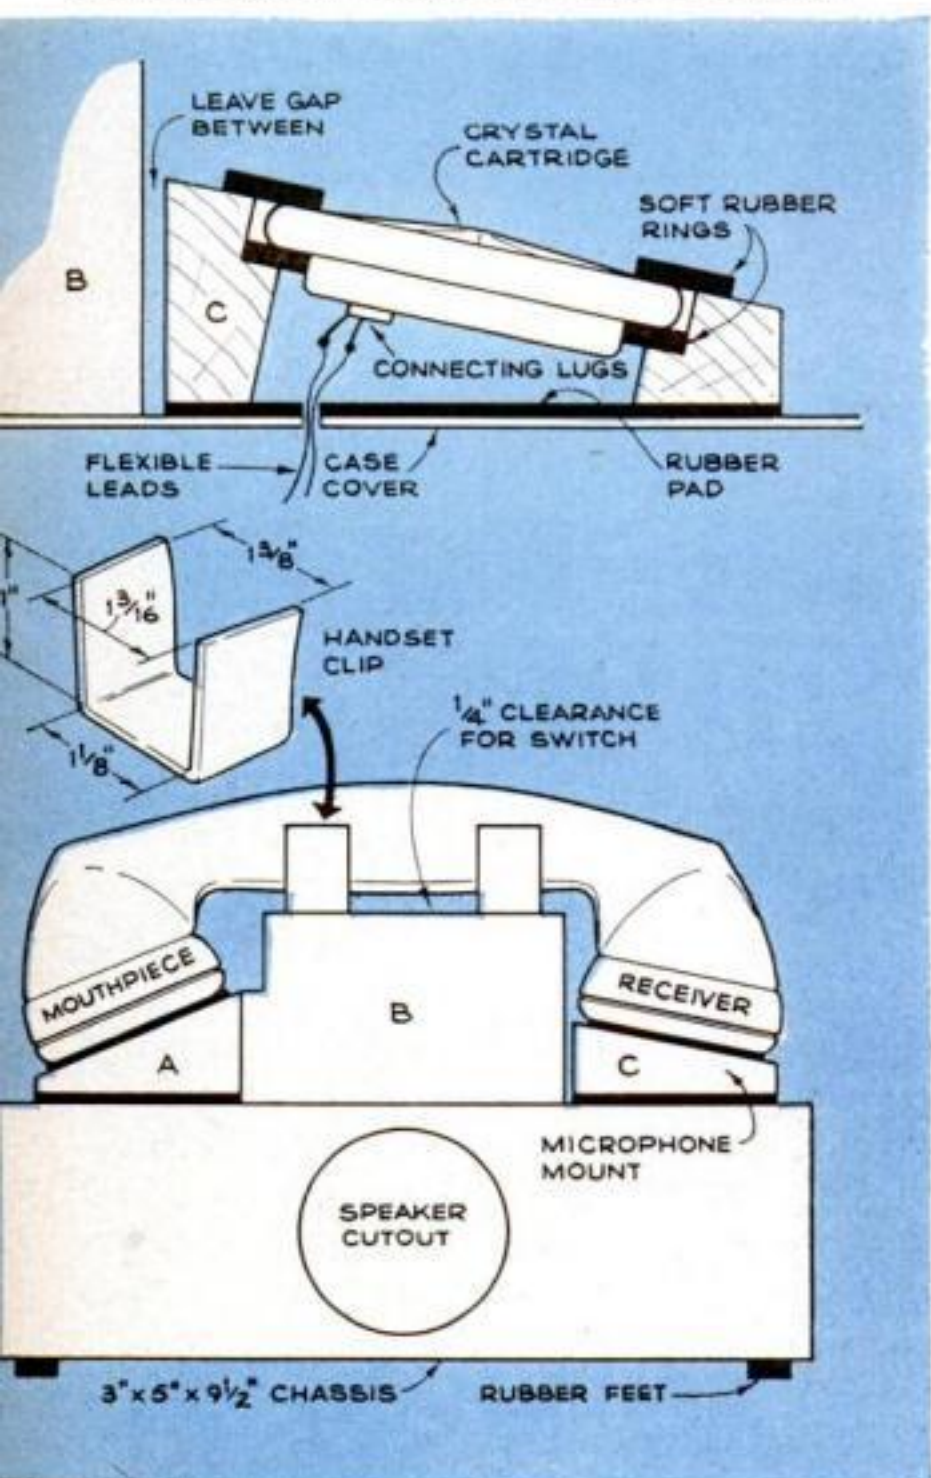 LEAVE GAP
BETWEEN
CRYSTAL
CARTRIDGE
SOFT RUBBER
RINGS
B
C
CONNECTING LUGS
FLEXIBLE
LEADS
CASE
COVER
RUBBER
PAD
1 3/8"
1"
1 3/16"
HANDSET
CLIP
1/4" CLEARANCE
FOR SWITCH
1 1/8"
MOUTHPIECE
RECEIVER
B
A
C
MICROPHONE
MOUNT
SPEAKER
CUTOUT
3" x 5" x 9 1/2" CHASSIS
RUBBER FEET